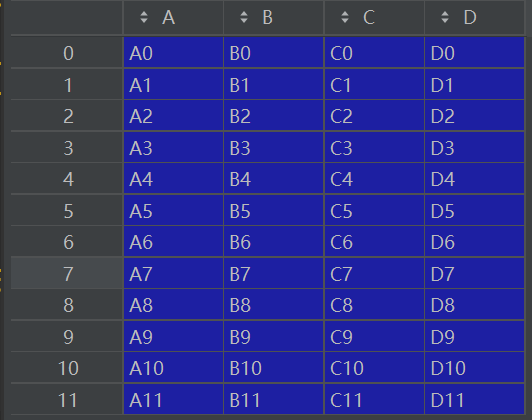 A B C D
0 A0 B0 C0 D0
1 A1 B1 C1 D1
2 A2 B2 C2 D2
3 A3 B3 C3 D3
4 A4 B4 C4 D4
5 A5 B5 C5 D5
6 A6 B6 C6 D6
7 A7 B7 C7 D7
8 A8 B8 C8 D8
9 A9 B9 C9 D9
10 A10 B10 C10 D10
11 A11 B11 C11 D11